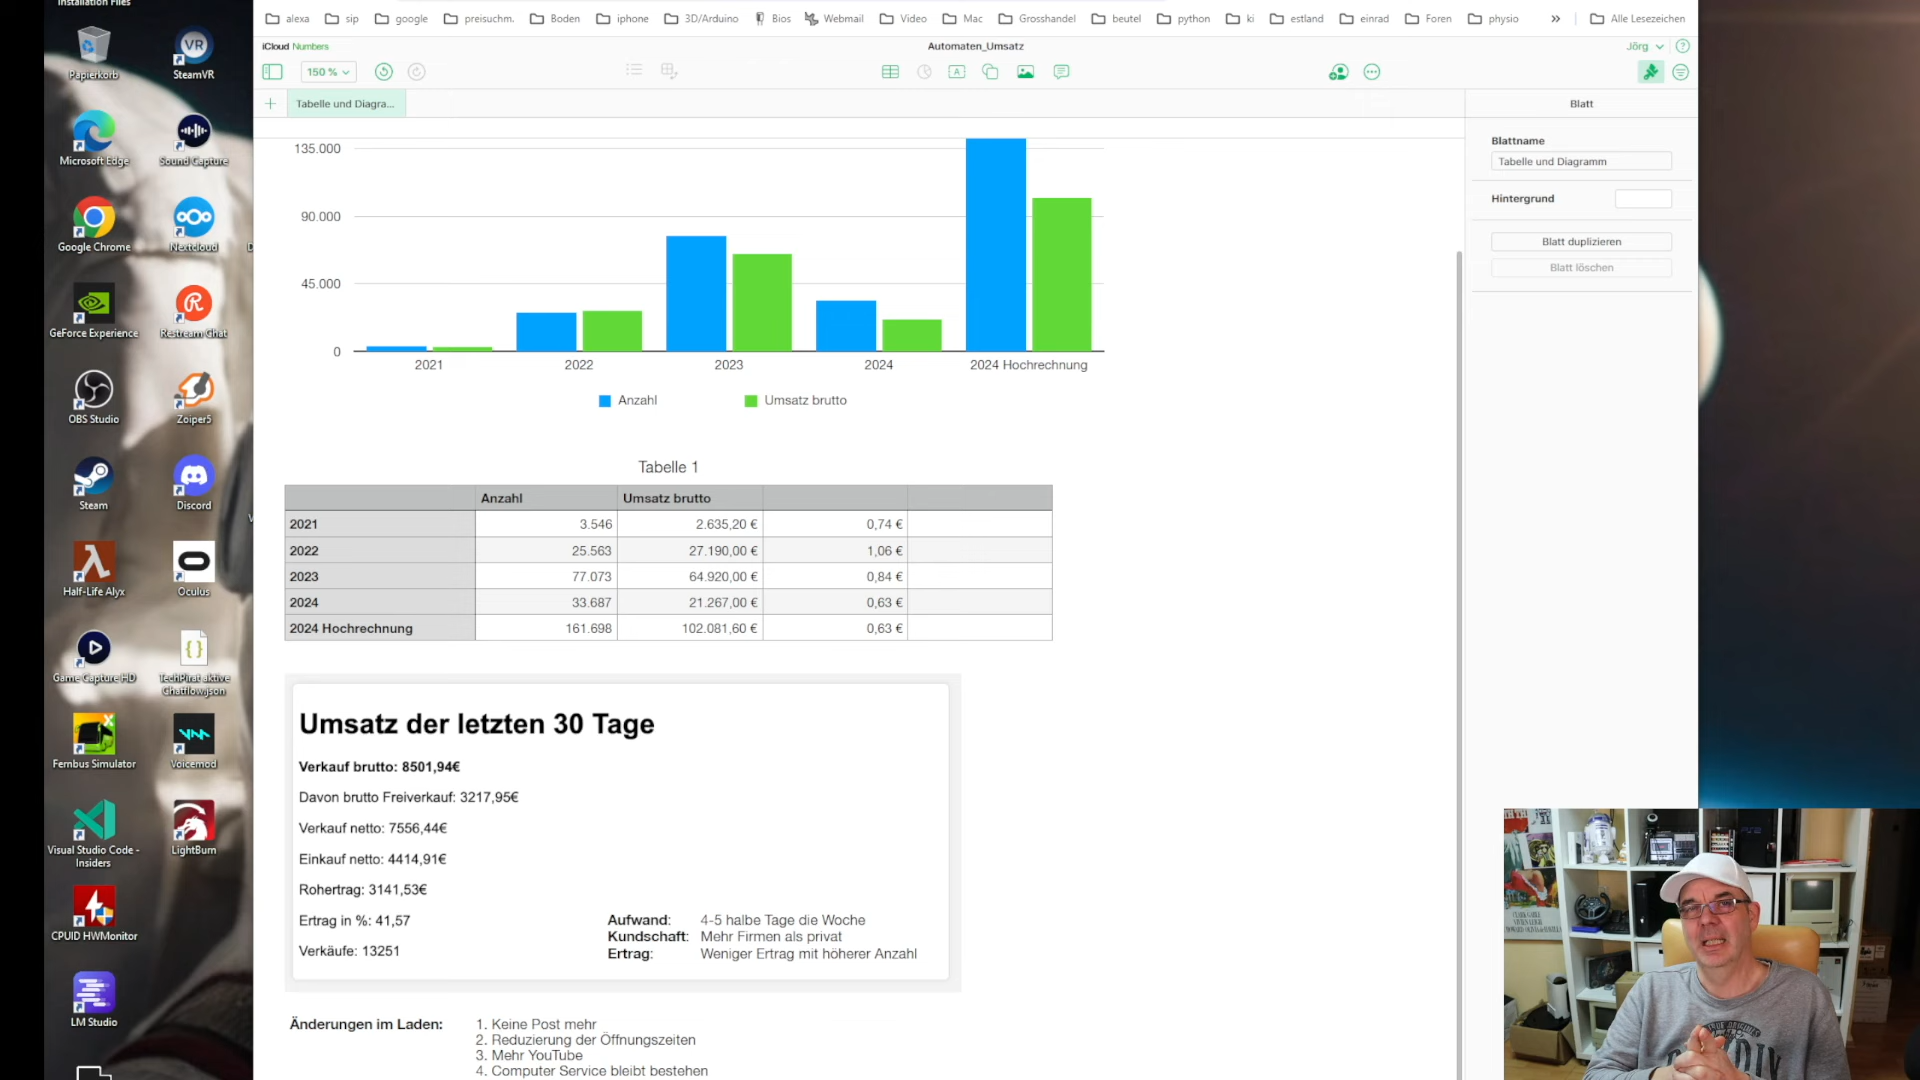 Installation Files
Papierkorb
SteamVR
Microsoft Edge
Sound Capture
Google Chrome
Nextcloud
GeForce Experience
Restream Chat
OBS Studio
Zoiper5
Steam
Discord
Half-Life Alyx
Oculus
Game Capture HD
TechPirat aktive
Chatflow.json
Fernbus Simulator
Voicemod
Visual Studio Code -
Insiders
LightBurn
CPUID HWMonitor
LM Studio
alexa sip google preisuchm. Boden iphone 3D/Arduino Bios Webmail Video Mac Grosshandel beutel python ki estland einrad Foren physio » Alle Lesezeichen
iCloud Numbers
Automaten_Umsatz
Jörg
150 %
Tabelle und Diagra...
Blatt
Blattname
Tabelle und Diagramm
Hintergrund
Blatt duplizieren
Blatt löschen
135.000
90.000
45.000
0
2021 2022 2023 2024 2024 Hochrechnung
Anzahl Umsatz brutto
Tabelle 1
Anzahl Umsatz brutto
2021 3.546 2.635,20 € 0,74 €
2022 25.563 27.190,00 € 1,06 €
2023 77.073 64.920,00 € 0,84 €
2024 33.687 21.267,00 € 0,63 €
2024 Hochrechnung 161.698 102.081,60 € 0,63 €
Umsatz der letzten 30 Tage
Verkauf brutto: 8501,94€
Davon brutto Freiverkauf: 3217,95€
Verkauf netto: 7556,44€
Einkauf netto: 4414,91€
Rohertrag: 3141,53€
Ertrag in %: 41,57
Verkäufe: 13251
Aufwand: 4-5 halbe Tage die Woche
Kundschaft: Mehr Firmen als privat
Ertrag: Weniger Ertrag mit höherer Anzahl
Änderungen im Laden: 1. Keine Post mehr
2. Reduzierung der Öffnungszeiten
3. Mehr YouTube
4. Computer Service bleibt bestehen